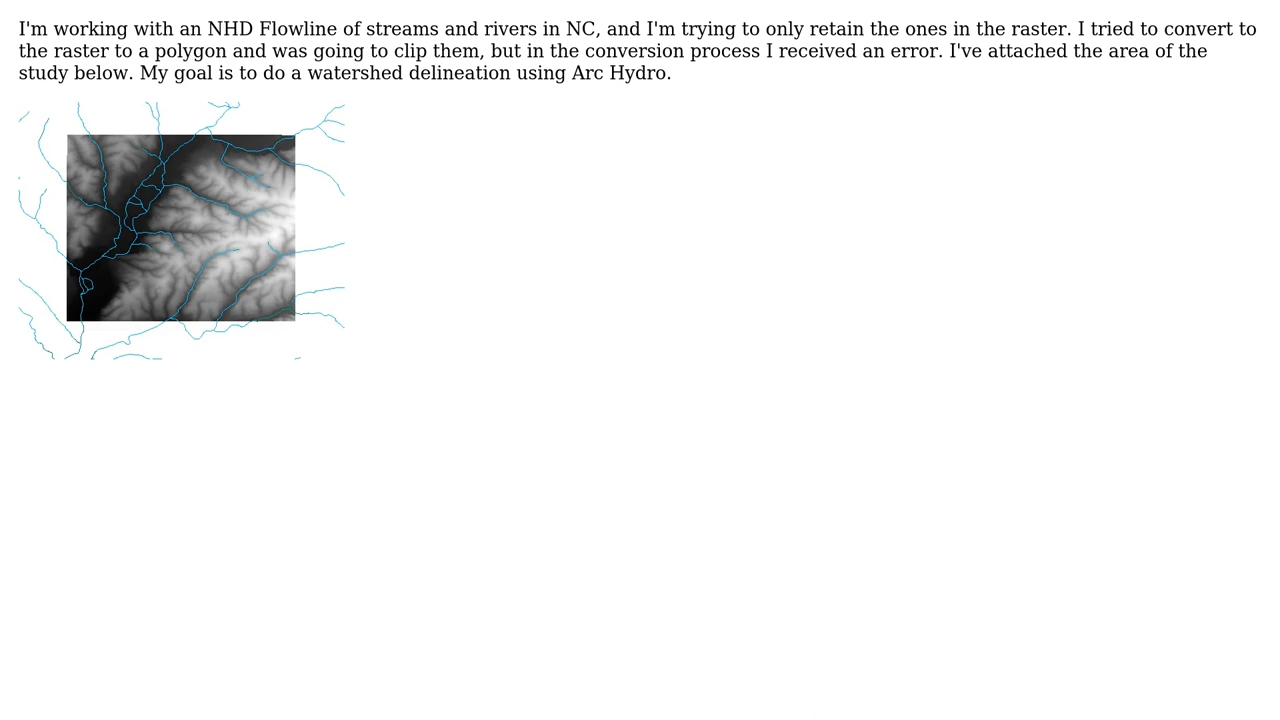 I'm working with an NHD Flowline of streams and rivers in NC, and I'm trying to only retain the ones in the raster. I tried to convert to
the raster to a polygon and was going to clip them, but in the conversion process I received an error. I've attached the area of the
study below. My goal is to do a watershed delineation using Arc Hydro.